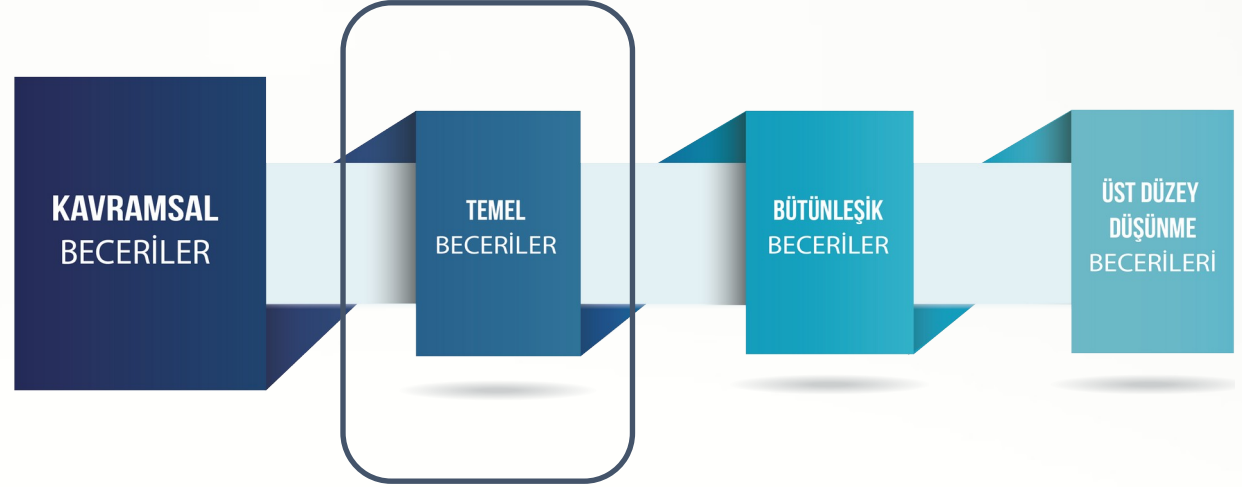 KAVRAMSAL
BECERİLER
TEMEL
BECERİLER
BÜTÜNLEŞİK
BECERİLER
ÜST DÜZEY
DÜŞÜNME
BECERİLERİ